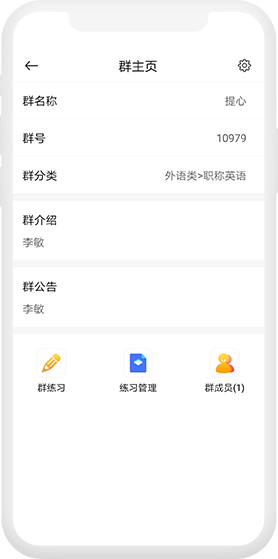 群主页
群名称 提心
群号 10979
群分类 外语类>职称英语
群介绍
李敏
群公告
李敏
群练习 练习管理 群成员(1)